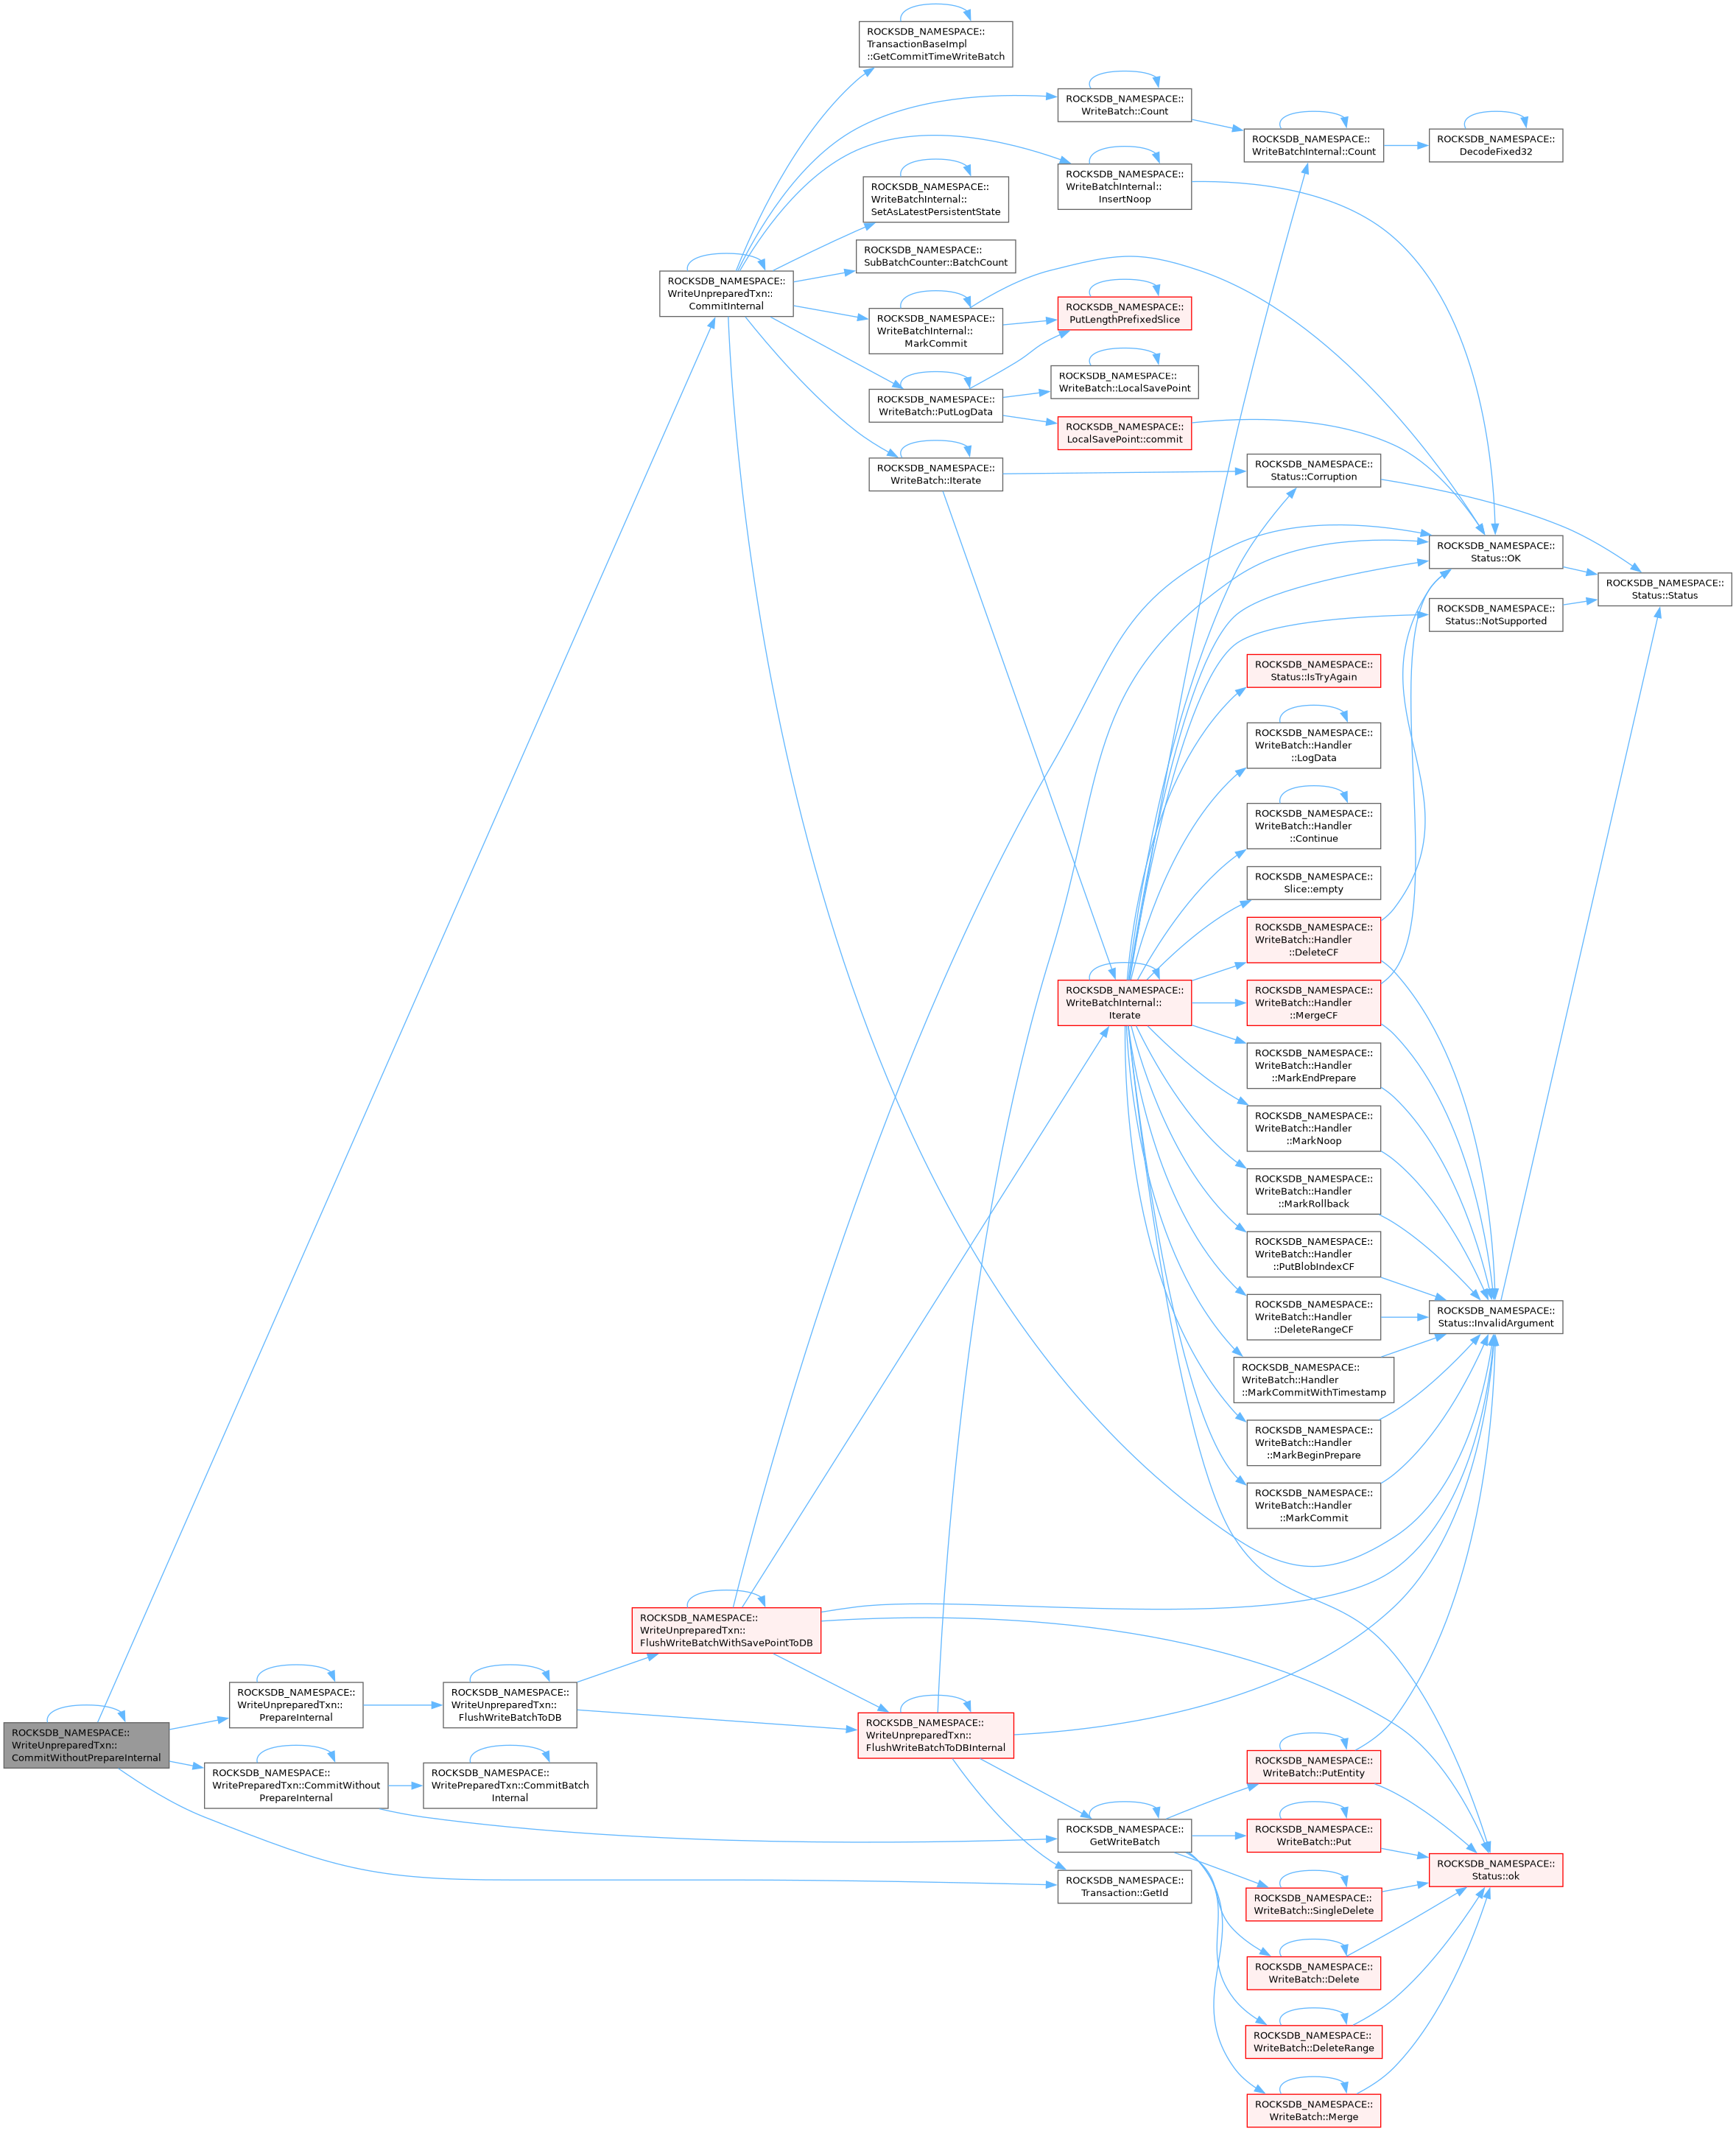 ROCKSDB_NAMESPACE::
TransactionBaseImpl
::GetCommitTimeWriteBatch
ROCKSDB_NAMESPACE::
WriteBatch::Count
ROCKSDB_NAMESPACE::
WriteBatchInternal::Count
ROCKSDB_NAMESPACE::
DecodeFixed32
ROCKSDB_NAMESPACE::
WriteBatchInternal::
InsertNoop
ROCKSDB_NAMESPACE::
WriteBatchInternal::
SetAsLatestPersistentState
ROCKSDB_NAMESPACE::
SubBatchCounter::BatchCount
ROCKSDB_NAMESPACE::
WriteUnpreparedTxn::
CommitInternal
ROCKSDB_NAMESPACE::
WriteBatchInternal::
MarkCommit
ROCKSDB_NAMESPACE::
PutLengthPrefixedSlice
ROCKSDB_NAMESPACE::
WriteBatch::LocalSavePoint
ROCKSDB_NAMESPACE::
WriteBatch::PutLogData
ROCKSDB_NAMESPACE::
LocalSavePoint::commit
ROCKSDB_NAMESPACE::
WriteBatch::Iterate
ROCKSDB_NAMESPACE::
Status::Corruption
ROCKSDB_NAMESPACE::
Status::OK
ROCKSDB_NAMESPACE::
Status::Status
ROCKSDB_NAMESPACE::
Status::NotSupported
ROCKSDB_NAMESPACE::
Status::IsTryAgain
ROCKSDB_NAMESPACE::
WriteBatch::Handler
::LogData
ROCKSDB_NAMESPACE::
WriteBatch::Handler
::Continue
ROCKSDB_NAMESPACE::
Slice::empty
ROCKSDB_NAMESPACE::
WriteBatch::Handler
::DeleteCF
ROCKSDB_NAMESPACE::
WriteBatchInternal::
Iterate
ROCKSDB_NAMESPACE::
WriteBatch::Handler
::MergeCF
ROCKSDB_NAMESPACE::
WriteBatch::Handler
::MarkEndPrepare
ROCKSDB_NAMESPACE::
WriteBatch::Handler
::MarkNoop
ROCKSDB_NAMESPACE::
WriteBatch::Handler
::MarkRollback
ROCKSDB_NAMESPACE::
WriteBatch::Handler
::PutBlobIndexCF
ROCKSDB_NAMESPACE::
WriteBatch::Handler
::DeleteRangeCF
ROCKSDB_NAMESPACE::
Status::InvalidArgument
ROCKSDB_NAMESPACE::
WriteBatch::Handler
::MarkCommitWithTimestamp
ROCKSDB_NAMESPACE::
WriteBatch::Handler
::MarkBeginPrepare
ROCKSDB_NAMESPACE::
WriteBatch::Handler
::MarkCommit
ROCKSDB_NAMESPACE::
WriteUnpreparedTxn::
FlushWriteBatchWithSavePointToDB
ROCKSDB_NAMESPACE::
WriteUnpreparedTxn::
PrepareInternal
ROCKSDB_NAMESPACE::
WriteUnpreparedTxn::
FlushWriteBatchToDB
ROCKSDB_NAMESPACE::
WriteUnpreparedTxn::
FlushWriteBatchToDBInternal
ROCKSDB_NAMESPACE::
WriteUnpreparedTxn::
CommitWithoutPrepareInternal
ROCKSDB_NAMESPACE::
WritePreparedTxn::CommitWithout
PrepareInternal
ROCKSDB_NAMESPACE::
WritePreparedTxn::CommitBatch
Internal
ROCKSDB_NAMESPACE::
WriteBatch::PutEntity
ROCKSDB_NAMESPACE::
GetWriteBatch
ROCKSDB_NAMESPACE::
WriteBatch::Put
ROCKSDB_NAMESPACE::
Status::ok
ROCKSDB_NAMESPACE::
Transaction::GetId
ROCKSDB_NAMESPACE::
WriteBatch::SingleDelete
ROCKSDB_NAMESPACE::
WriteBatch::Delete
ROCKSDB_NAMESPACE::
WriteBatch::DeleteRange
ROCKSDB_NAMESPACE::
WriteBatch::Merge